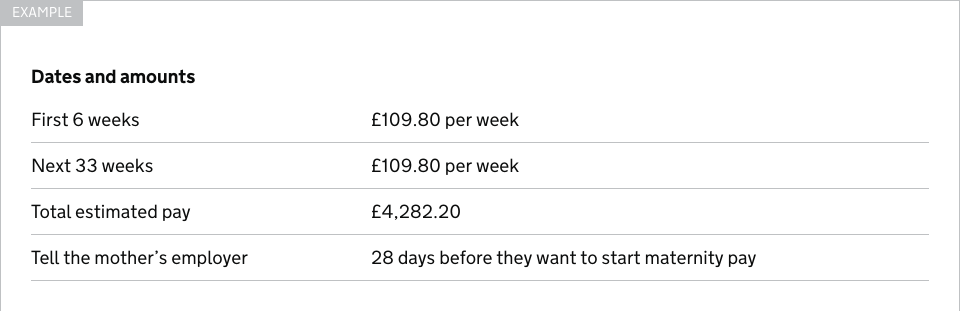 EXAMPLE
Dates and amounts
First 6 weeks £109.80 per week
Next 33 weeks £109.80 per week
Total estimated pay £4,282.20
Tell the mother’s employer 28 days before they want to start maternity pay